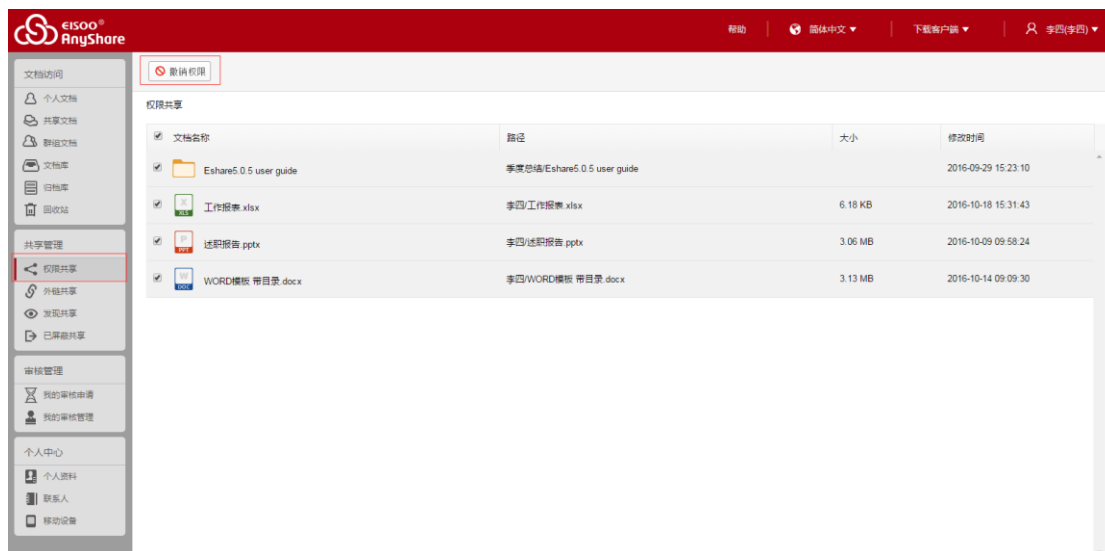 EISOO®
AnyShare
帮助
简体中文
下载客户端
李四(李四)
文档访问
个人文档
共享文档
群组文档
文档库
归档库
回收站
共享管理
权限共享
外链共享
发现共享
已屏蔽共享
审核管理
我的审核申请
我的审核管理
个人中心
个人资料
联系人
移动设备
撤销权限
权限共享
文档名称 路径 大小 修改时间
Eshare5.0.5 user guide 季度总结/Eshare5.0.5 user guide 2016-09-29 15:23:10
X XLS 工作报表.xlsx 李四/工作报表.xlsx 6.18 KB 2016-10-18 15:31:43
P PPT 述职报告.pptx 李四/述职报告.pptx 3.06 MB 2016-10-09 09:58:24
W DOC WORD模板 带目录.docx 李四/WORD模板 带目录.docx 3.13 MB 2016-10-14 09:09:30